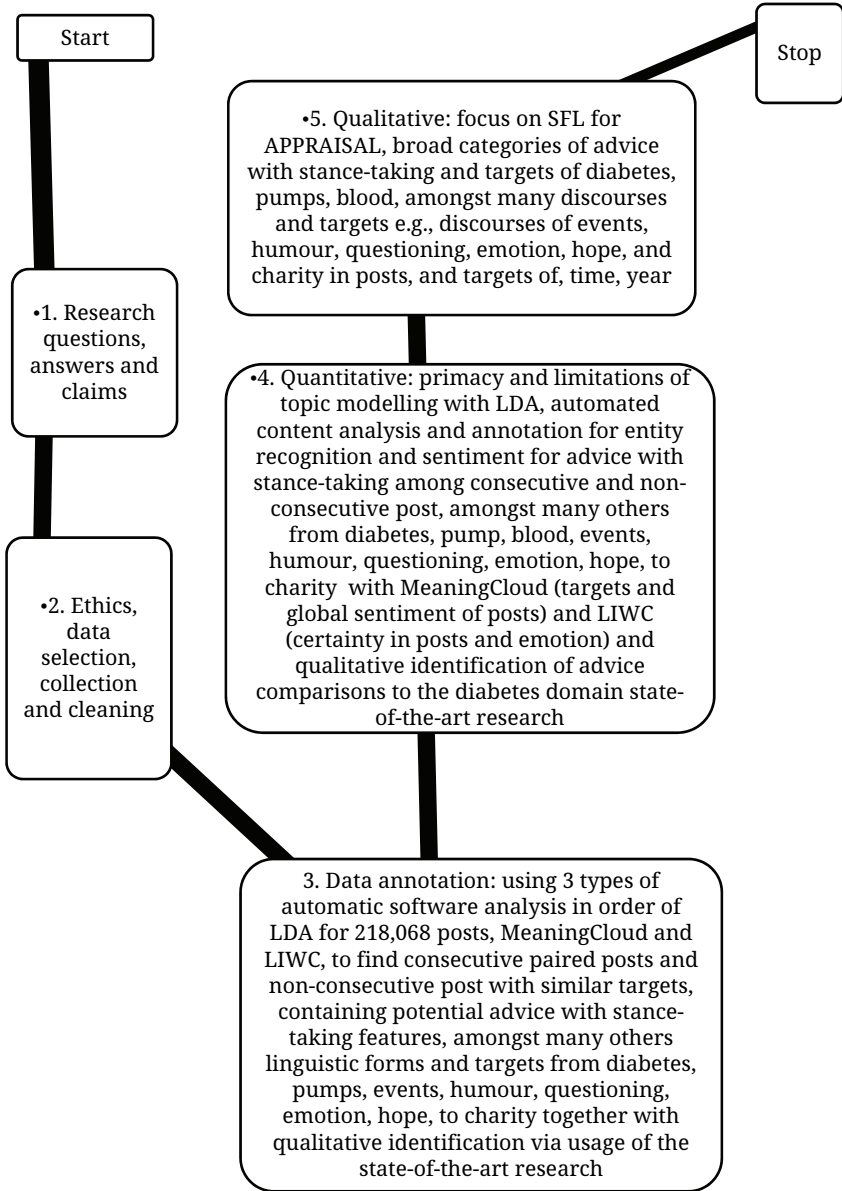 Start
•1. Research
questions,
answers and
claims
•2. Ethics,
data
selection,
collection
and cleaning
3. Data annotation: using 3 types of
automatic software analysis in order of
LDA for 218,068 posts, MeaningCloud and
LIWC, to find consecutive paired posts and
non-consecutive post with similar targets,
containing potential advice with stance-
taking features, amongst many others
linguistic forms and targets from diabetes,
pumps, events, humour, questioning,
emotion, hope, to charity together with
qualitative identification via usage of the
state-of-the-art research
•4. Quantitative: primacy and limitations of
topic modelling with LDA, automated
content analysis and annotation for entity
recognition and sentiment for advice with
stance-taking among consecutive and non-
consecutive post, amongst many others
from diabetes, pump, blood, events,
humour, questioning, emotion, hope, to
charity with MeaningCloud (targets and
global sentiment of posts) and LIWC
(certainty in posts and emotion) and
qualitative identification of advice
comparisons to the diabetes domain state-
of-the-art research
•5. Qualitative: focus on SFL for
APPRAISAL, broad categories of advice
with stance-taking and targets of diabetes,
pumps, blood, amongst many discourses
and targets e.g., discourses of events,
humour, questioning, emotion, hope, and
charity in posts, and targets of, time, year
Stop